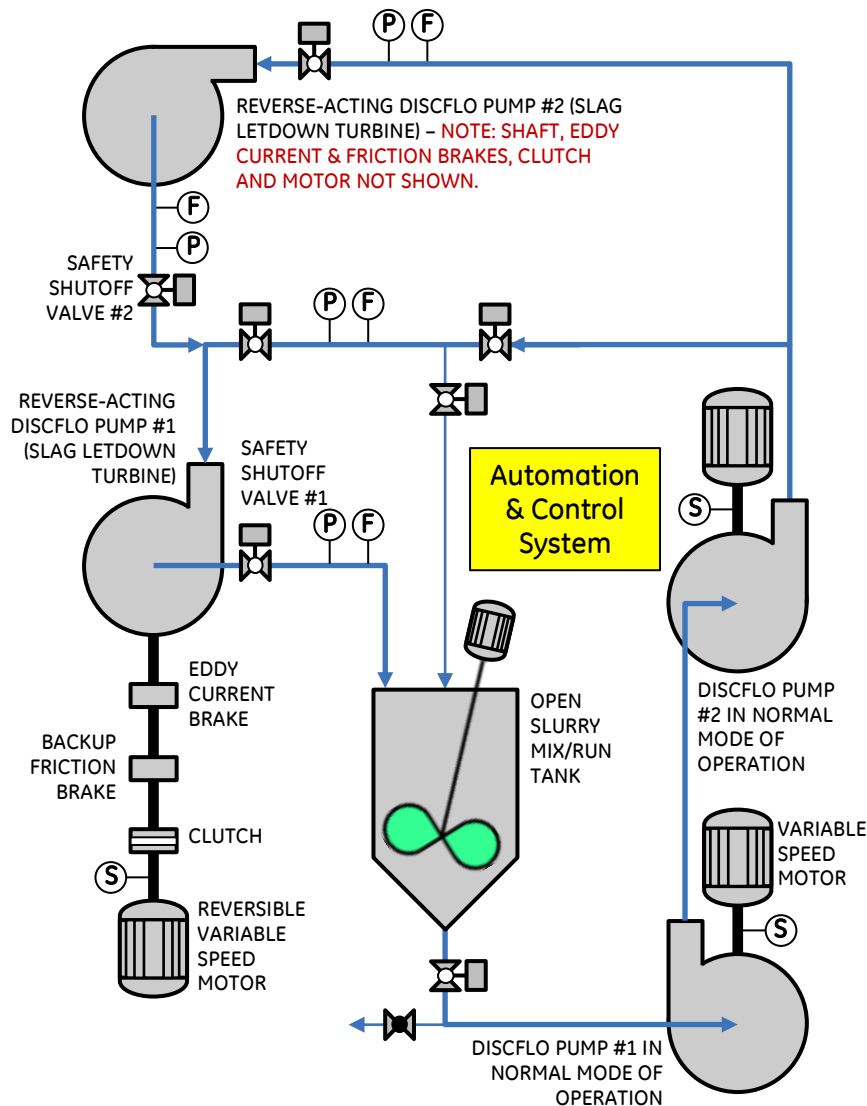 P
F
REVERSE-ACTING DISCFLO PUMP #2 (SLAG
LETDOWN TURBINE) – NOTE: SHAFT, EDDY
CURRENT & FRICTION BRAKES, CLUTCH
AND MOTOR NOT SHOWN.
F
P
SAFETY
SHUTOFF
VALVE #2
P
F
REVERSE-ACTING
DISCFLO PUMP #1
(SLAG LETDOWN
TURBINE)
SAFETY
SHUTOFF
VALVE #1
P
F
Automation
& Control
System
S
EDDY
CURRENT
BRAKE
BACKUP
FRICTION
BRAKE
CLUTCH
S
REVERSIBLE
VARIABLE
SPEED
MOTOR
OPEN
SLURRY
MIX/RUN
TANK
DISCFLO PUMP
#2 IN NORMAL
MODE OF
OPERATION
VARIABLE
SPEED
MOTOR
S
DISCFLO PUMP #1 IN
NORMAL MODE OF
OPERATION